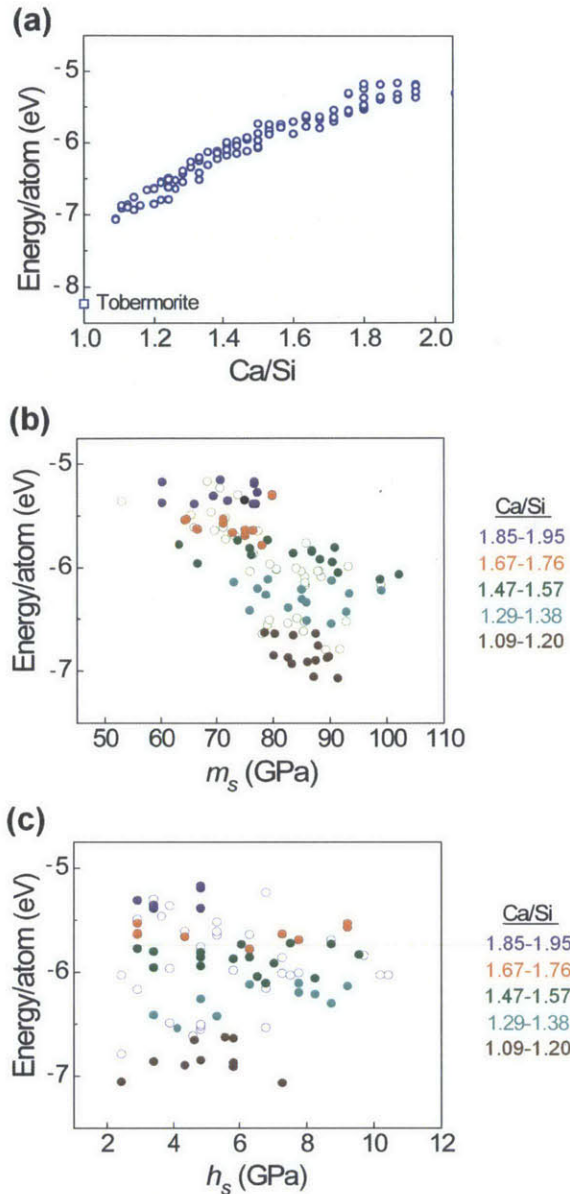 (a)
-5
-6
-7
-8
Energy/atom (eV)
Tobermorite
1.0 1.2 1.4 1.6 1.8 2.0
Ca/Si
(b)
-5
-6
-7
Energy/atom (eV)
50 60 70 80 90 100 110
ms (GPa)
Ca/Si
1.85-1.95
1.67-1.76
1.47-1.57
1.29-1.38
1.09-1.20
(c)
-5
-6
-7
Energy/atom (eV)
2 4 6 8 10 12
hs (GPa)
Ca/Si
1.85-1.95
1.67-1.76
1.47-1.57
1.29-1.38
1.09-1.20